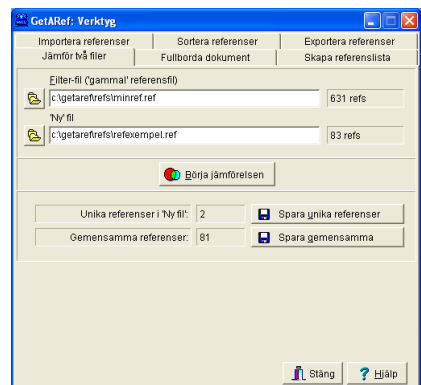 GetARef: Verktyg
Importera referenser Sortera referenser Exportera referenser
Jämför två filer Fullborda dokument Skapa referenslista
Filter-fil ('gammal' referensfil)
c:\getaref\refs\minref.ref 631 refs
'Ny' fil
c:\getaref\refs\refexempel.ref 83 refs
Börja jämförelsen
Unika referenser i 'Ny fil': 2 Spara unika referenser
Gemensamma referenser: 81 Spara gemensamma
Stäng Hjälp